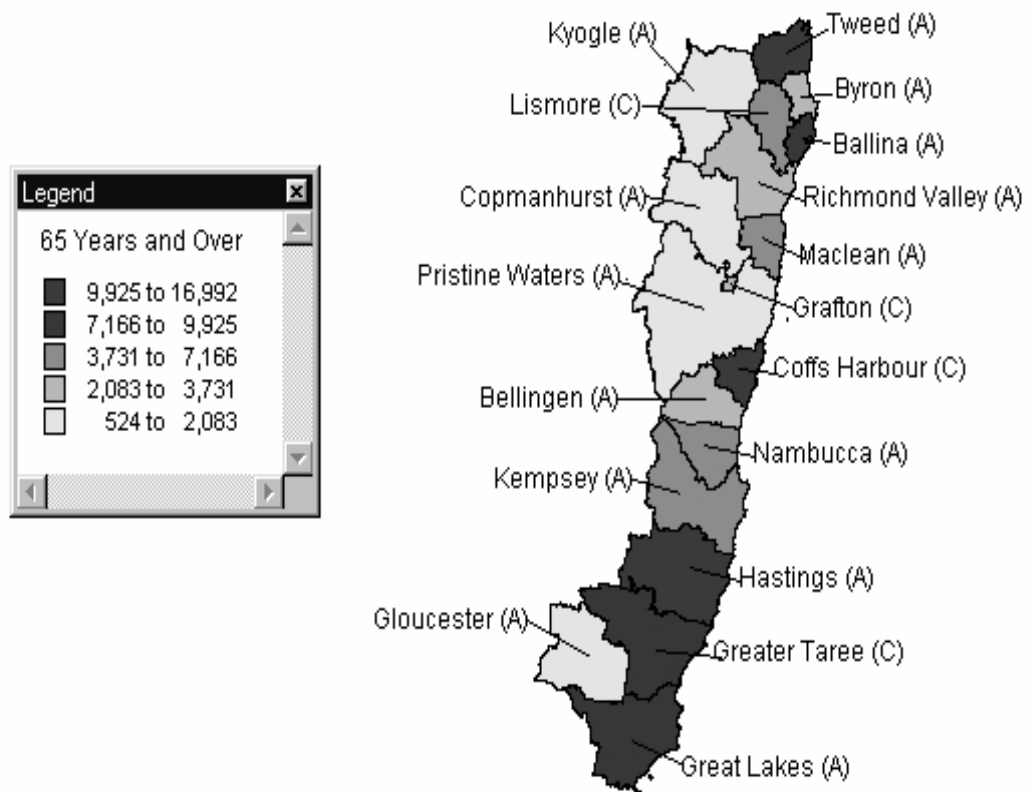 Legend
65 Years and Over
9,925 to 16,992
7,166 to 9,925
3,731 to 7,166
2,083 to 3,731
524 to 2,083
Tweed (A)
Kyogle (A)
Byron (A)
Lismore (C)
Ballina (A)
Copmanhurst (A)
Richmond Valley (A)
Maclean (A)
Pristine Waters (A)
Grafton (C)
Coffs Harbour (C)
Bellingen (A)
Nambucca (A)
Kempsey (A)
Hastings (A)
Gloucester (A)
Greater Taree (C)
Great Lakes (A)